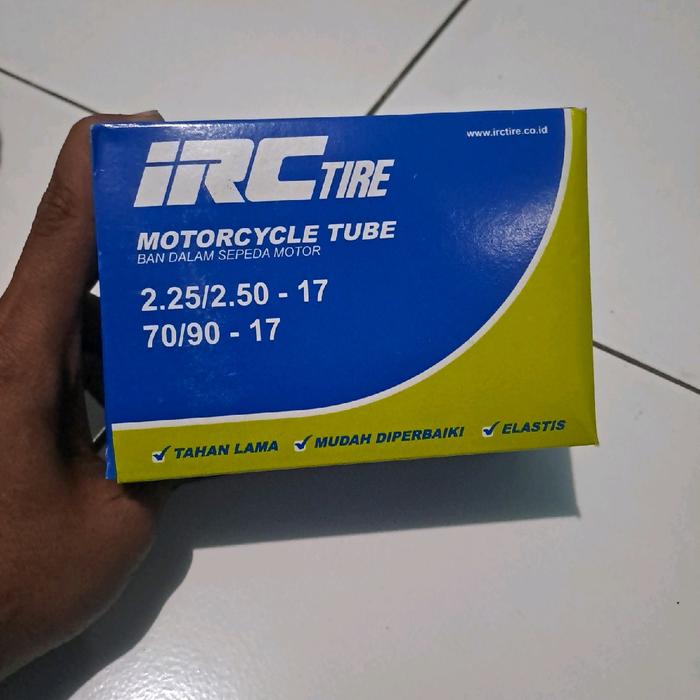 www.irctire.co.id
iRC TIRE
MOTORCYCLE TUBE
BAN DALAM SEPEDA MOTOR
2.25/2.50 - 17
70/90 - 17
TAHAN LAMA MUDAH DIPERBAIKI ELASTIS